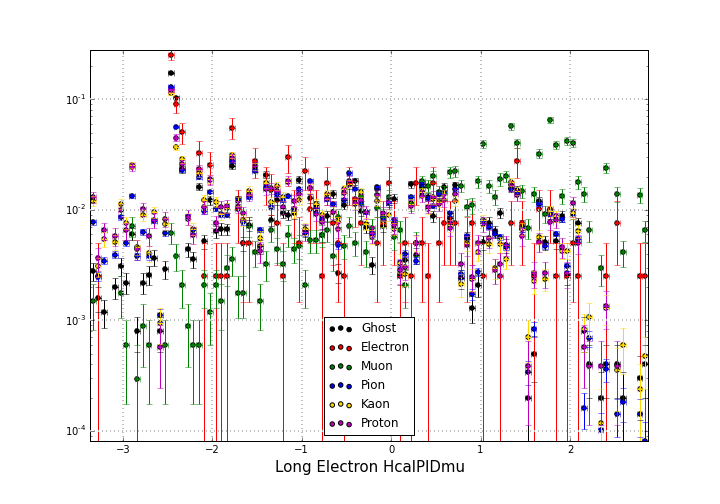 10⁻¹
10⁻²
10⁻³
10⁻⁴
Ghost
Electron
Muon
Pion
Kaon
Proton
−3 −2 −1 0 1 2
Long Electron HcalPIDmu